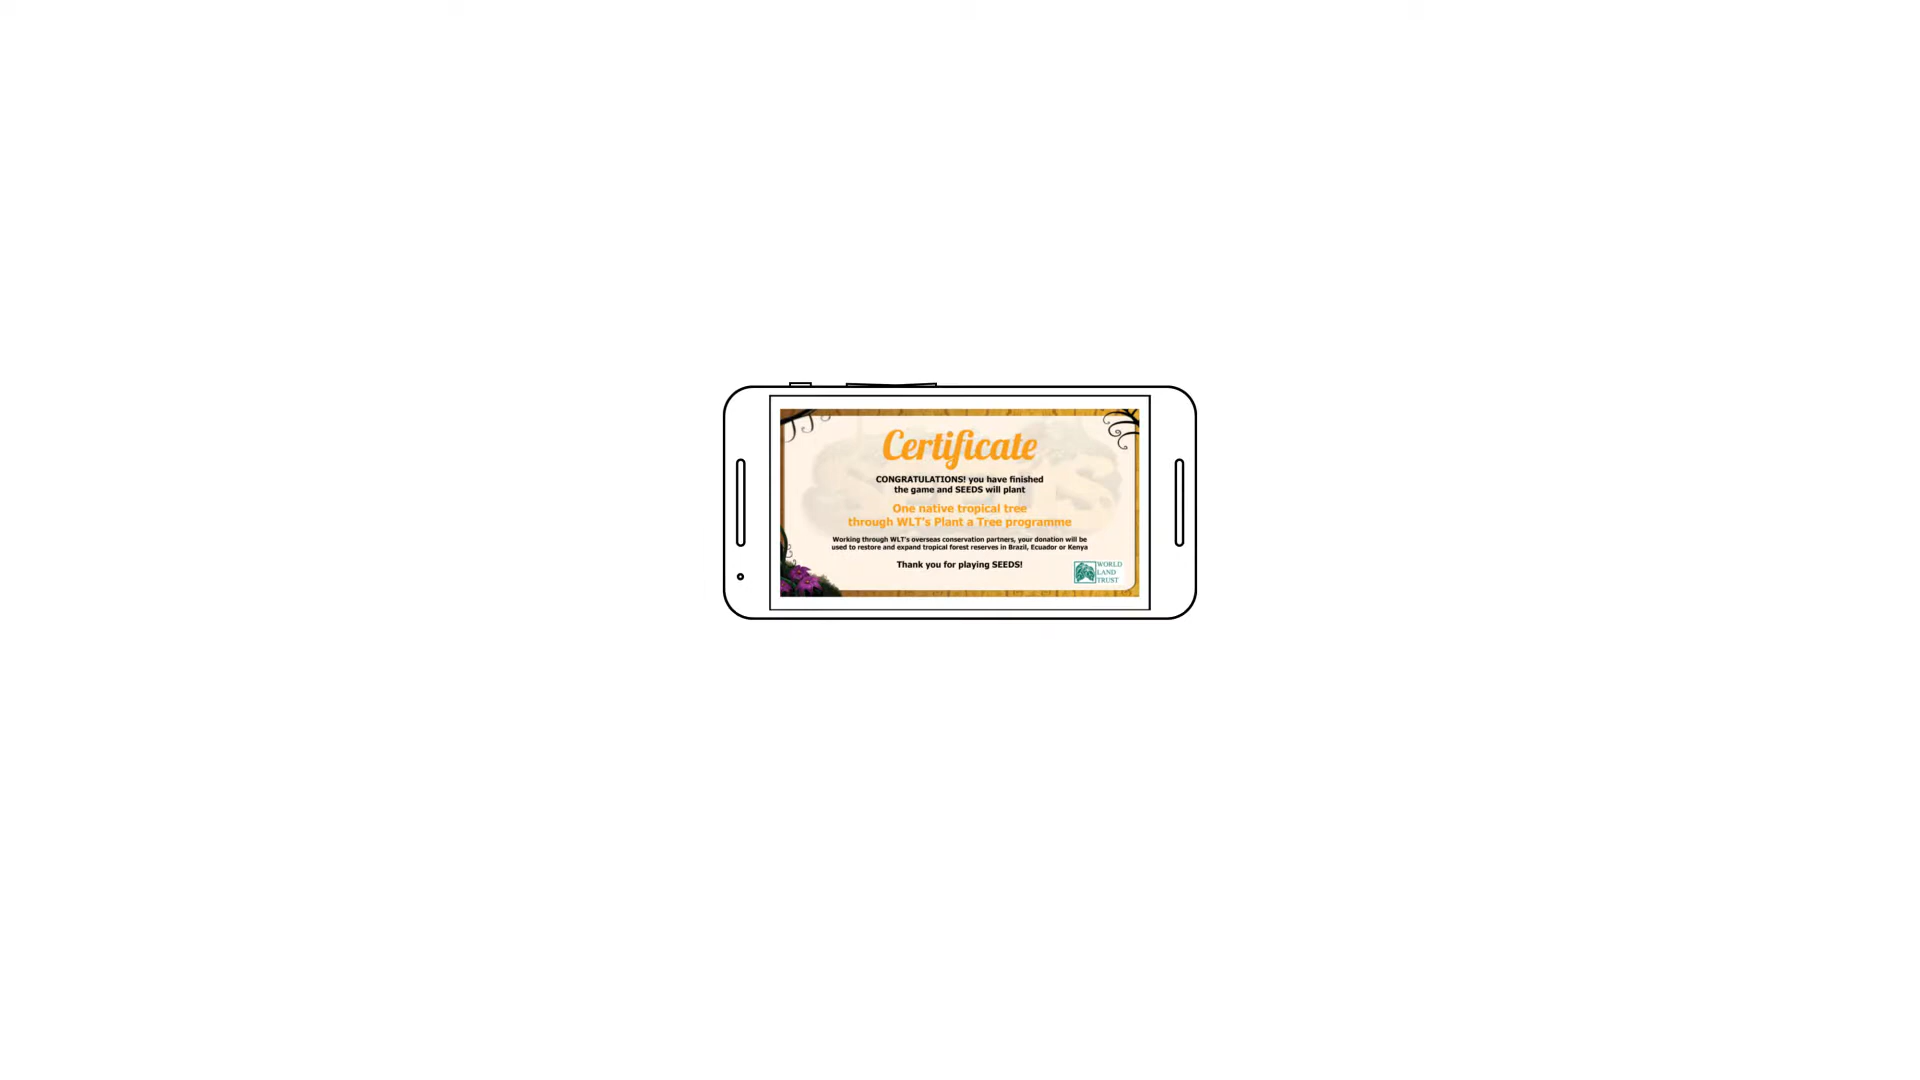 Certificate
CONGRATULATIONS! you have finished
the game and SEEDS will plant
One native tropical tree
through WLT's Plant a Tree programme
Working through WLT's overseas conservation partners, your donation will be
used to restore and expand tropical forest reserves in Brazil, Ecuador or Kenya
Thank you for playing SEEDS!
WORLD
LAND
TRUST